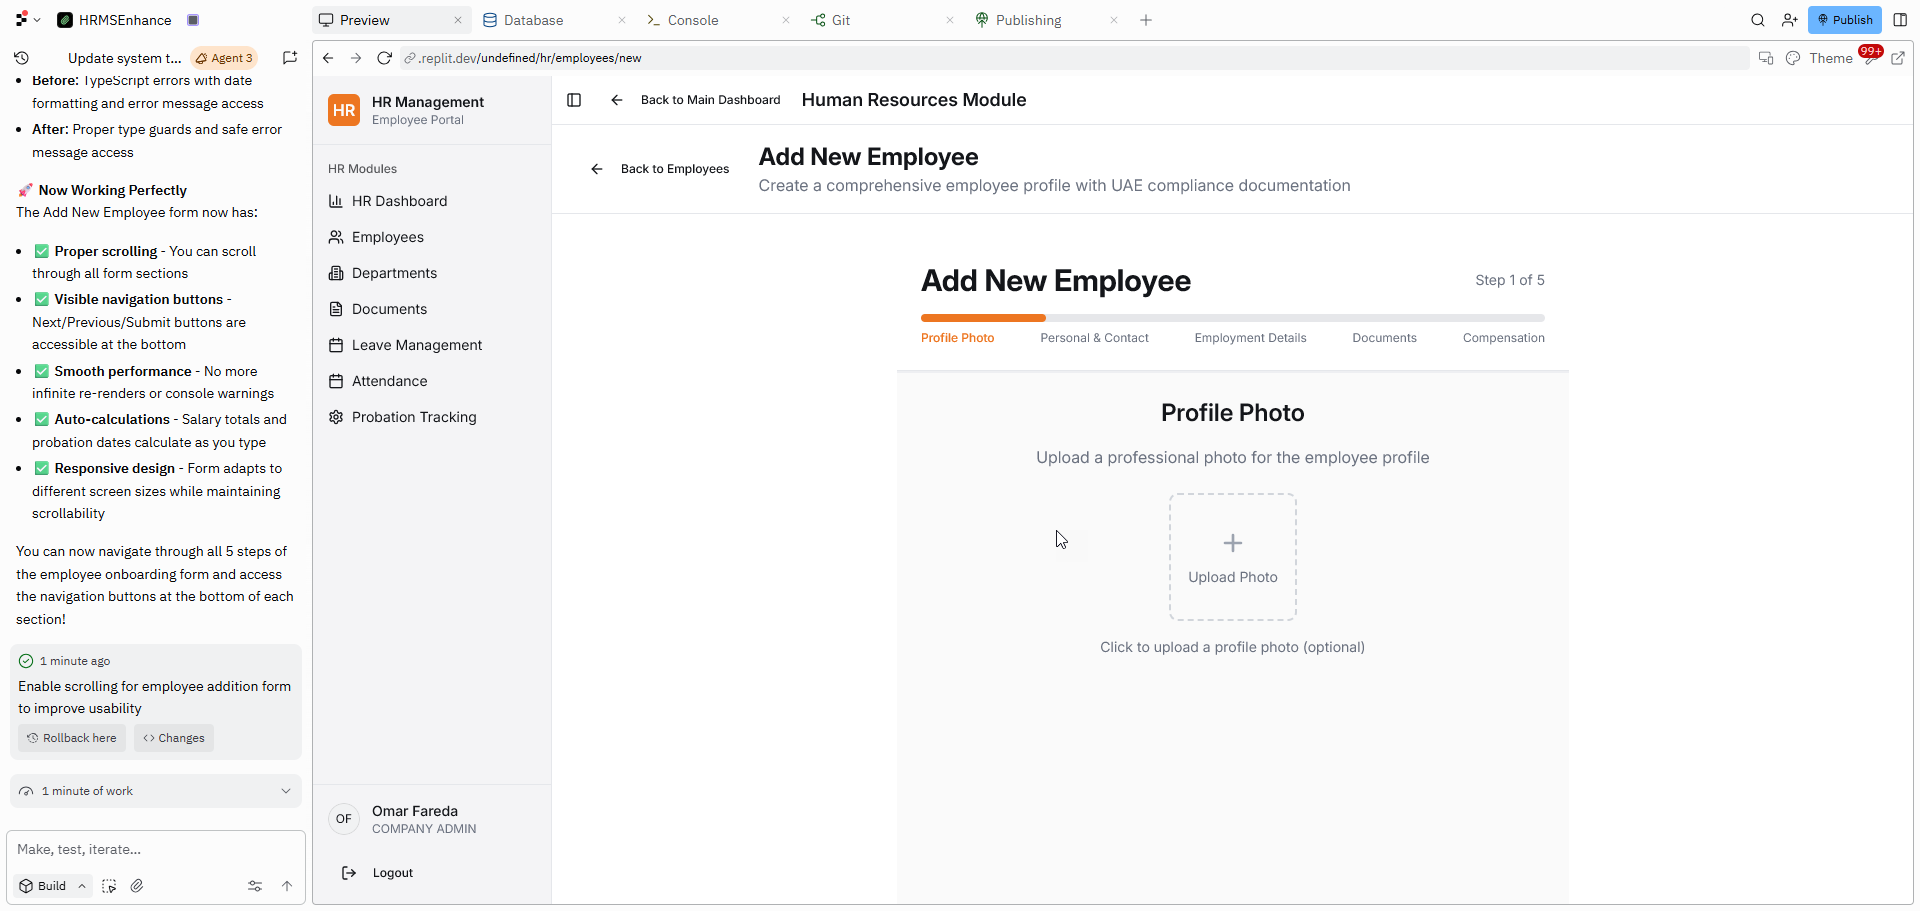 HRMSEnhance
Preview
Database
Console
Git
Publishing
Publish
Update system t...
Agent 3
.replit.dev/undefined/hr/employees/new
Theme
99+
Before: TypeScript errors with date
formatting and error message access
After: Proper type guards and safe error
message access
🚀 Now Working Perfectly
The Add New Employee form now has:
✅ Proper scrolling - You can scroll
through all form sections
✅ Visible navigation buttons -
Next/Previous/Submit buttons are
accessible at the bottom
✅ Smooth performance - No more
infinite re-renders or console warnings
✅ Auto-calculations - Salary totals and
probation dates calculate as you type
✅ Responsive design - Form adapts to
different screen sizes while maintaining
scrollability
You can now navigate through all 5 steps of
the employee onboarding form and access
the navigation buttons at the bottom of each
section!
1 minute ago
Enable scrolling for employee addition form
to improve usability
Rollback here
Changes
1 minute of work
Make, test, iterate...
Build
HR
HR Management
Employee Portal
HR Modules
HR Dashboard
Employees
Departments
Documents
Leave Management
Attendance
Probation Tracking
OF
Omar Fareda
COMPANY ADMIN
Logout
Back to Main Dashboard
Human Resources Module
Back to Employees
Add New Employee
Create a comprehensive employee profile with UAE compliance documentation
Add New Employee
Step 1 of 5
Profile Photo
Personal & Contact
Employment Details
Documents
Compensation
Profile Photo
Upload a professional photo for the employee profile
Upload Photo
Click to upload a profile photo (optional)